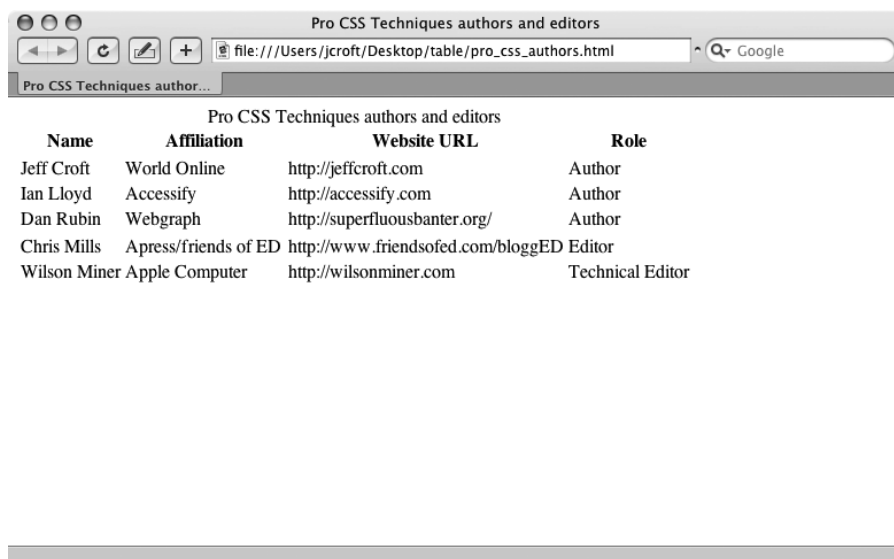 Pro CSS Techniques authors and editors
file:///Users/jcroft/Desktop/table/pro_css_authors.html
Google
Pro CSS Techniques author...
Pro CSS Techniques authors and editors
Name Affiliation Website URL Role
Jeff Croft World Online http://jeffcroft.com Author
Ian Lloyd Accessify http://accessify.com Author
Dan Rubin Webgraph http://superfluousbanter.org/ Author
Chris Mills Apress/friends of ED http://www.friendsofed.com/bloggED Editor
Wilson Miner Apple Computer http://wilsonminer.com Technical Editor